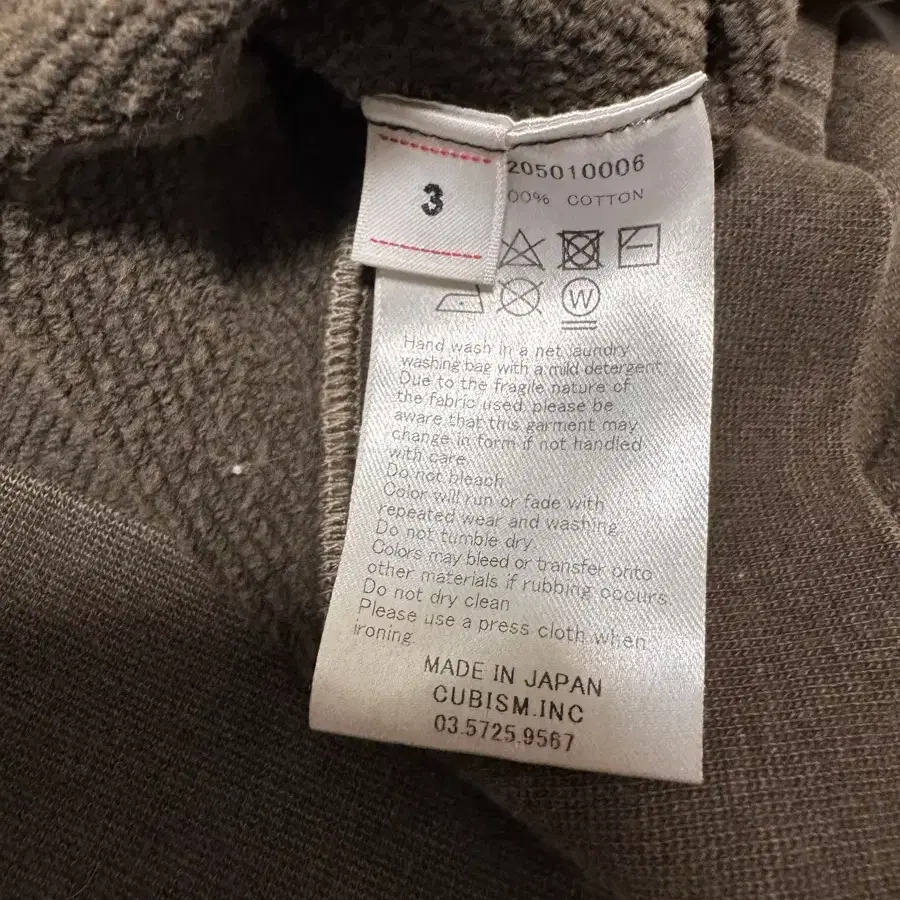 3
205010006
00% COTTON
W
Hand wash in a net laundry
washing bag with a mild detergent.
Due to the fragile nature of
the fabric used, please be
aware that this garment may
change in form if not handled
with care.
Do not bleach
Color will run or fade with
repeated wear and washing.
Do not tumble dry.
Colors may bleed or transfer onto
other materials if rubbing occurs.
Do not dry clean
Please use a press cloth when
ironing.
MADE IN JAPAN
CUBISM.INC
03.5725.9567